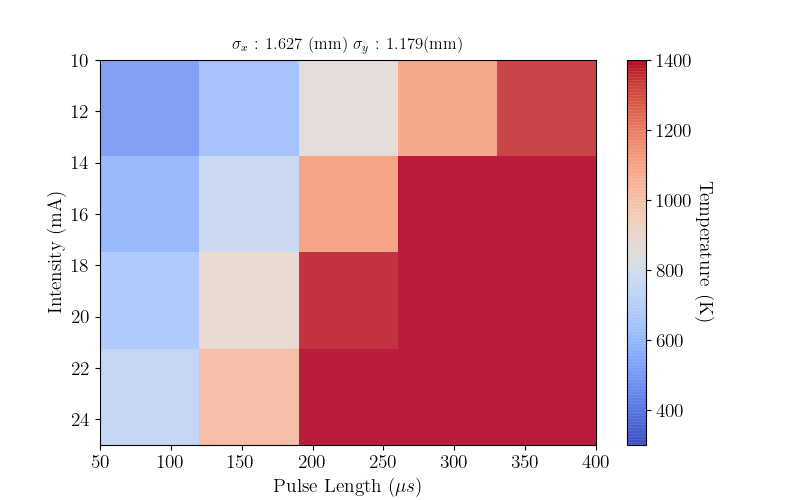 σx : 1.627 (mm) σy : 1.179(mm)
10
12
14
16
18
20
22
24
Intensity (mA)
50 100 150 200 250 300 350 400
Pulse Length (μs)
1400
1200
1000
800
600
400
Temperature (K)